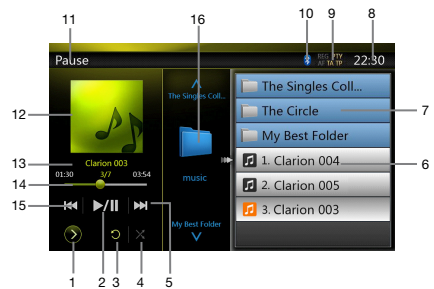 16
11
10
9
8
Pause
REG PTY
AF TA TP
22:30
The Singles Coll...
The Singles Coll...
The Circle
7
12
My Best Folder
music
13
Clarion 003
1. Clarion 004
6
01:30
3/7
03:54
14
2. Clarion 005
15
3. Clarion 003
My Best Folder
1
2
3
4
5